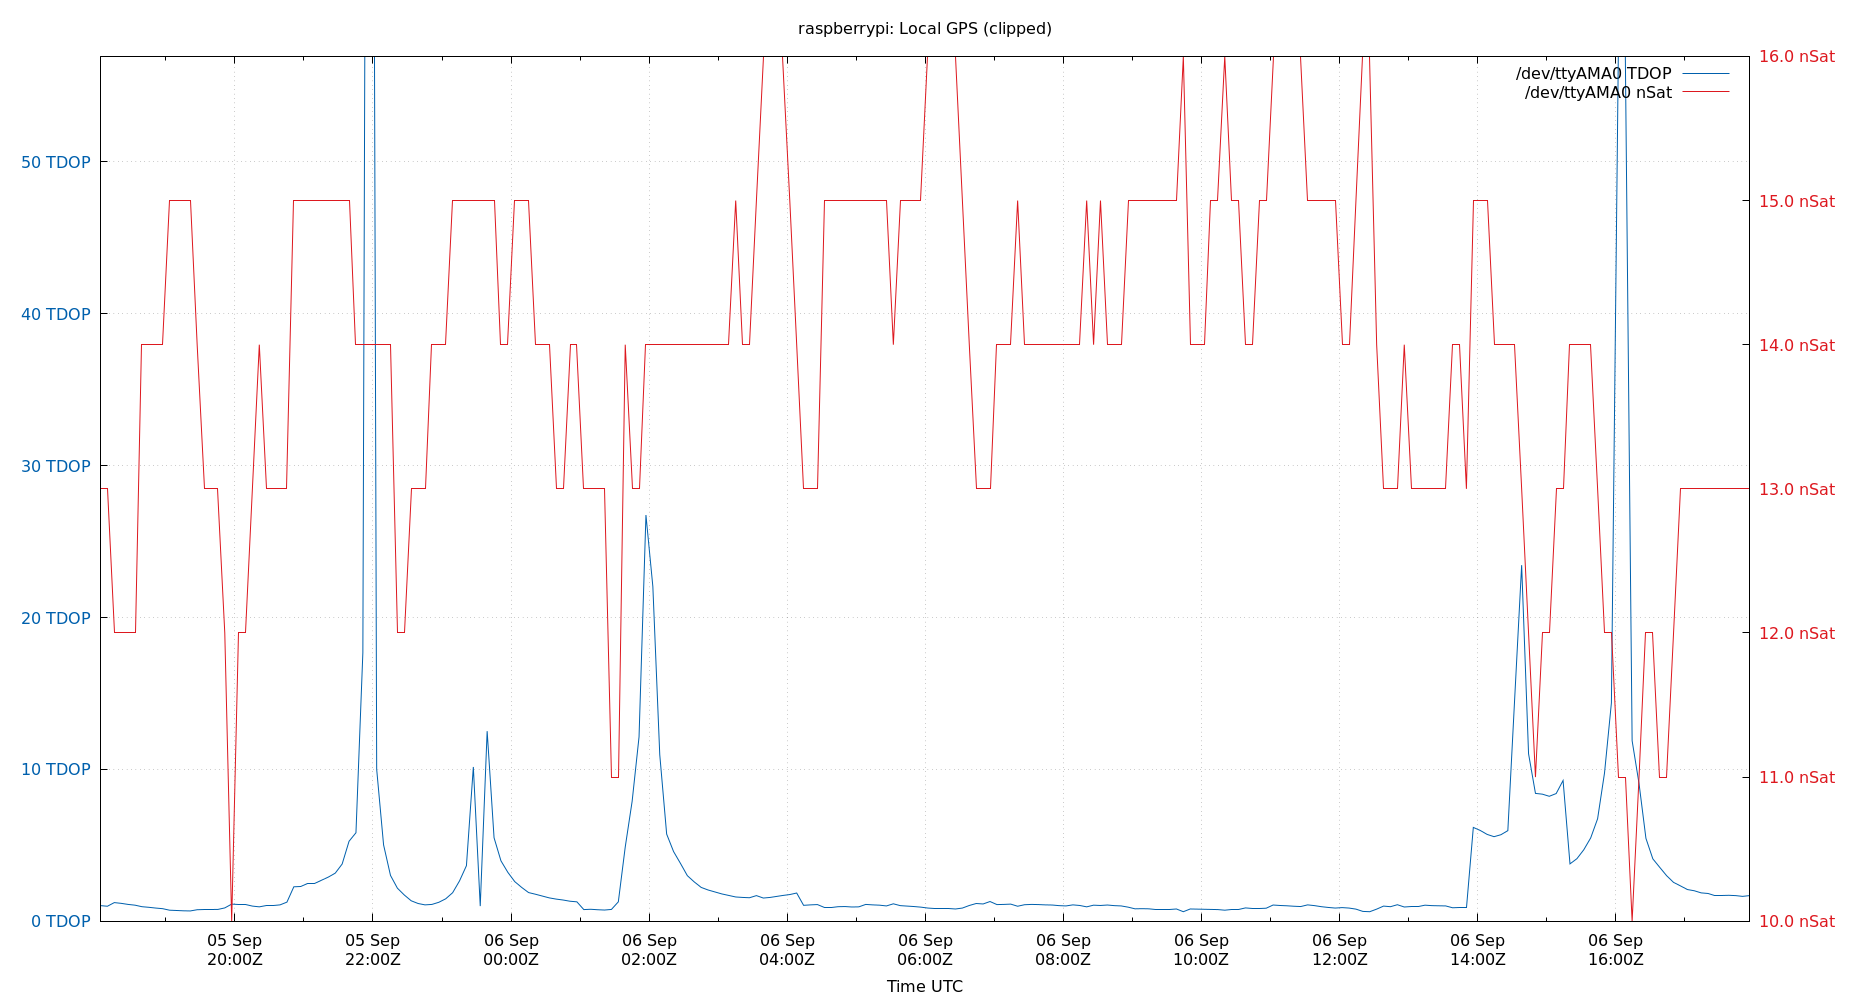 raspberrypi: Local GPS (clipped)
/dev/ttyAMA0 TDOP
/dev/ttyAMA0 nSat
50 TDOP
40 TDOP
30 TDOP
20 TDOP
10 TDOP
0 TDOP
16.0 nSat
15.0 nSat
14.0 nSat
13.0 nSat
12.0 nSat
11.0 nSat
10.0 nSat
05 Sep
20:00Z
05 Sep
22:00Z
06 Sep
00:00Z
06 Sep
02:00Z
06 Sep
04:00Z
06 Sep
06:00Z
06 Sep
08:00Z
06 Sep
10:00Z
06 Sep
12:00Z
06 Sep
14:00Z
06 Sep
16:00Z
Time UTC